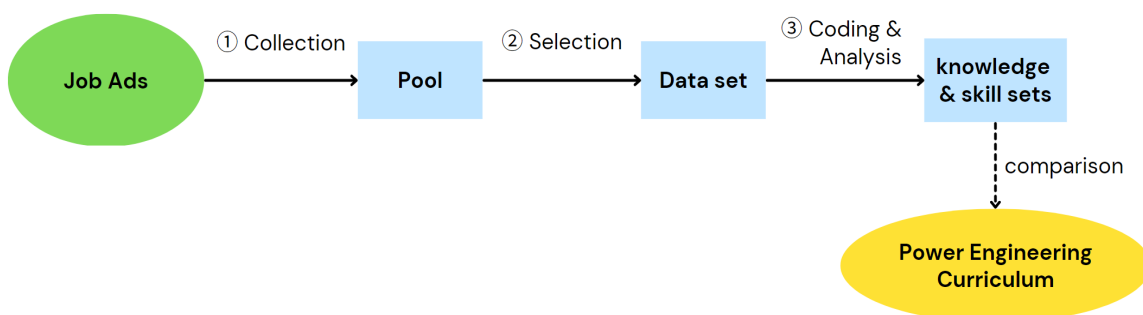 Job Ads
① Collection
Pool
② Selection
Data set
③ Coding &
Analysis
knowledge
& skill sets
comparison
Power Engineering
Curriculum